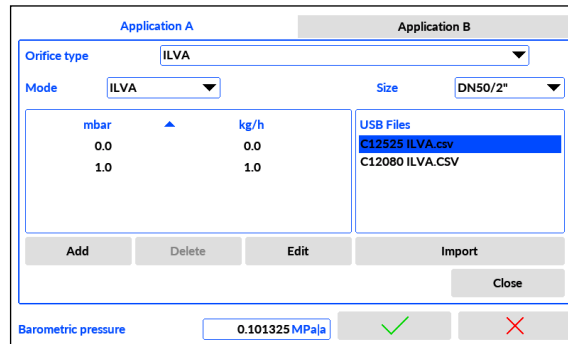 Application A Application B
Orifice type ILVA
Mode ILVA Size DN50/2"
mbar kg/h USB Files
0.0 0.0 C12525 ILVA.csv
1.0 1.0 C12080 ILVA.CSV
Add Delete Edit Import
Close
Barometric pressure 0.101325 MPa|a